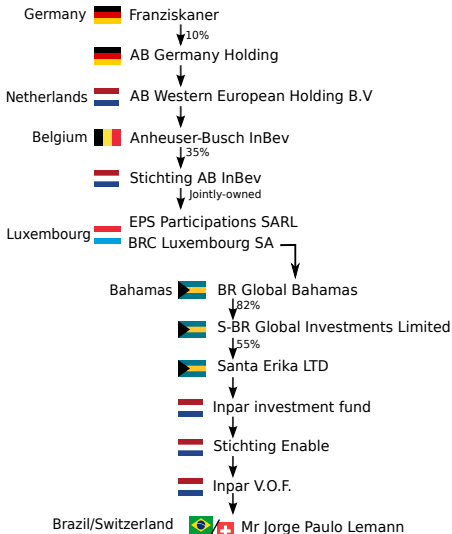 Germany Franziskaner
10%
AB Germany Holding
Netherlands AB Western European Holding B.V
Belgium Anheuser-Busch InBev
35%
Stichting AB InBev
Jointly-owned
EPS Participations SARL
Luxembourg
BRC Luxembourg SA
Bahamas BR Global Bahamas
82%
S-BR Global Investments Limited
55%
Santa Erika LTD
Inpar investment fund
Stichting Enable
Inpar V.O.F.
Brazil/Switzerland / Mr Jorge Paulo Lemann